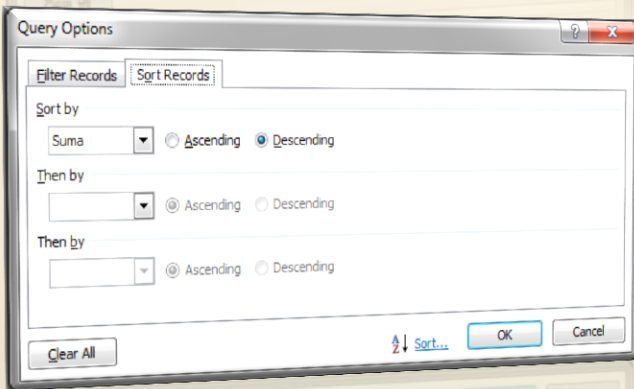 Query Options
Filter Records Sort Records
Sort by
Suma Ascending Descending
Then by
Ascending Descending
Then by
Ascending Descending
Clear All Sort... OK Cancel